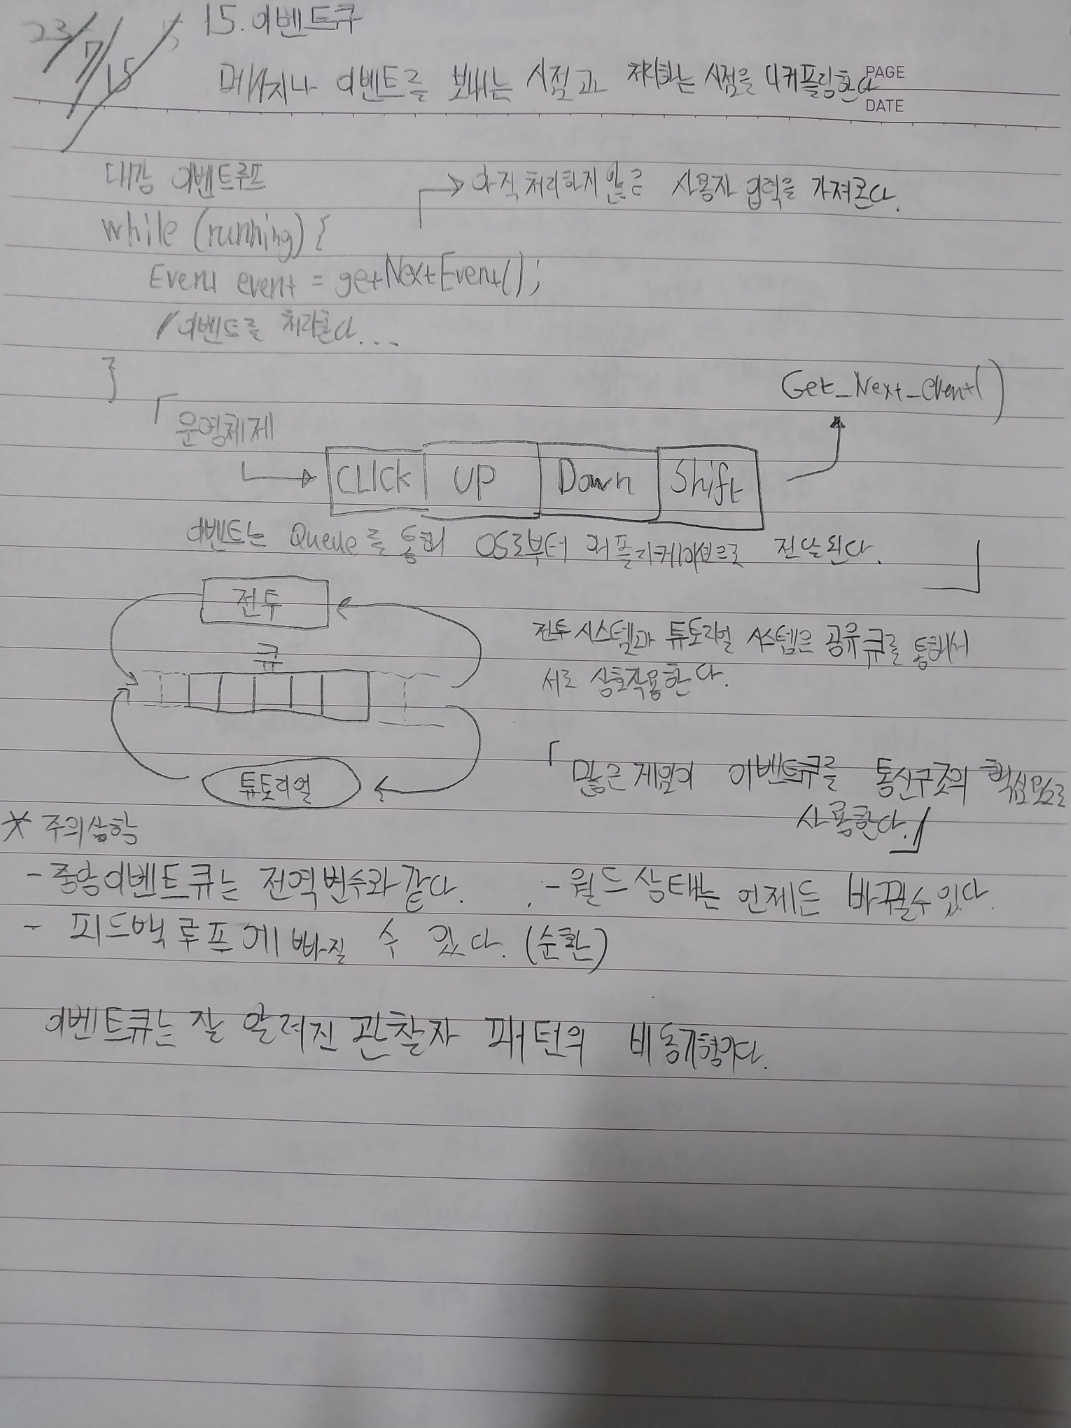 23/7/15
15. 이벤트큐
메시지나 이벤트를 보내는 시점과 처리하는 시점을 디커플링한다
PAGE
DATE
대강 이벤트루프
→ 아직 처리하지 않은 사용자 입력을 가져온다.
while (running) {
Event event = getNextEvent();
/이벤트를 처리한다...
}
Get_Next_event()
「운영체제
CLICK UP Down Shift
이벤트는 Queue를 통해 OS로부터 어플리케이션으로 전달된다.」
전투
큐
전투 시스템과 튜토리얼 시스템은 공유 큐를 통해서
서로 상호작용한다.
튜토리얼
「많은 게임이 이벤트큐를 통신구조의 핵심요소로
사용한다.」
* 주의사항
- 중앙이벤트큐는 전역변수와 같다.
- 월드 상태는 언제든 바뀔수있다.
- 피드백 루프에 빠질 수 있다. (순환)
이벤트큐는 잘 알려진 관찰자 패턴의 비동기형이다.